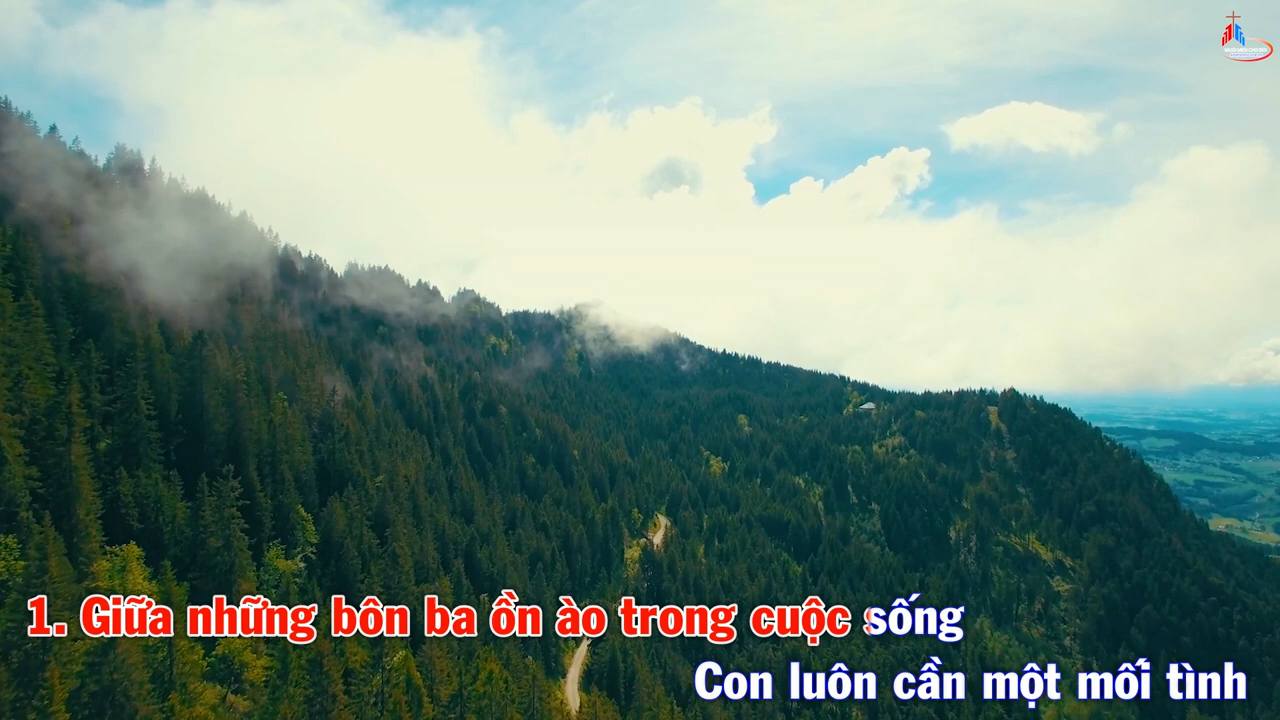 1. Giữa những bôn ba ồn ào trong cuộc sống
Con luôn cần một mối tình